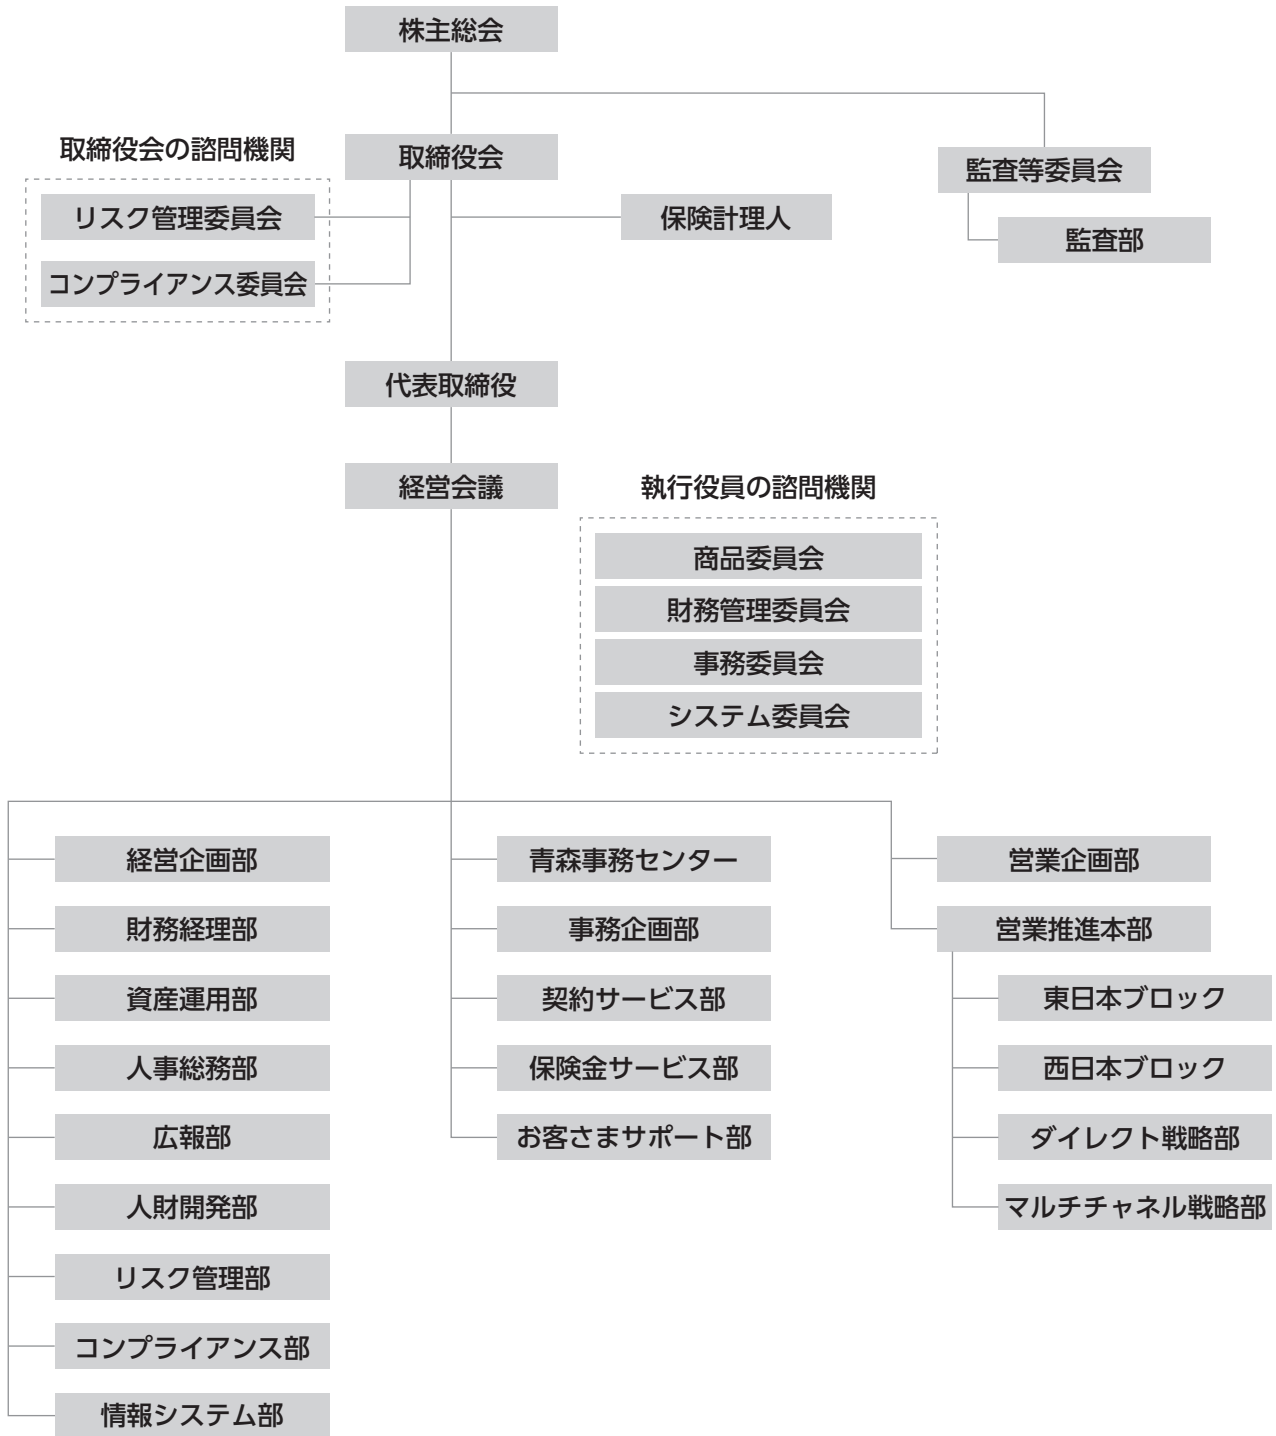 株主総会
取締役会の諮問機関
取締役会
監査等委員会
リスク管理委員会
保険計理人
監査部
コンプライアンス委員会
代表取締役
経営会議
執行役員の諮問機関
商品委員会
財務管理委員会
事務委員会
システム委員会
経営企画部
財務経理部
資産運用部
人事総務部
広報部
人財開発部
リスク管理部
コンプライアンス部
情報システム部
青森事務センター
事務企画部
契約サービス部
保険金サービス部
お客さまサポート部
営業企画部
営業推進本部
東日本ブロック
西日本ブロック
ダイレクト戦略部
マルチチャネル戦略部